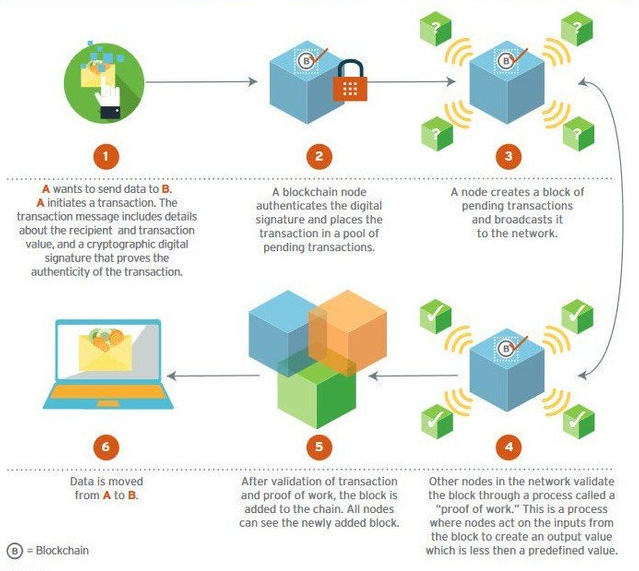 ?
?
B
B
?
?
1
2
3
A wants to send data to B.
A initiates a transaction. The
transaction message includes details
about the recipient and transaction
value, and a cryptographic digital
signature that proves the
authenticity of the transaction.
A blockchain node
authenticates the digital
signature and places the
transaction in a pool of
pending transactions.
A node creates a block of
pending transactions
and broadcasts it
to the network.
B
6
5
4
Data is moved
from A to B.
After validation of transaction
and proof of work, the block is
added to the chain. All nodes
can see the newly added block.
Other nodes in the network validate
the block through a process called a
“proof of work.” This is a process
where nodes act on the inputs from
the block to create an output value
which is less then a predefined value.
B = Blockchain